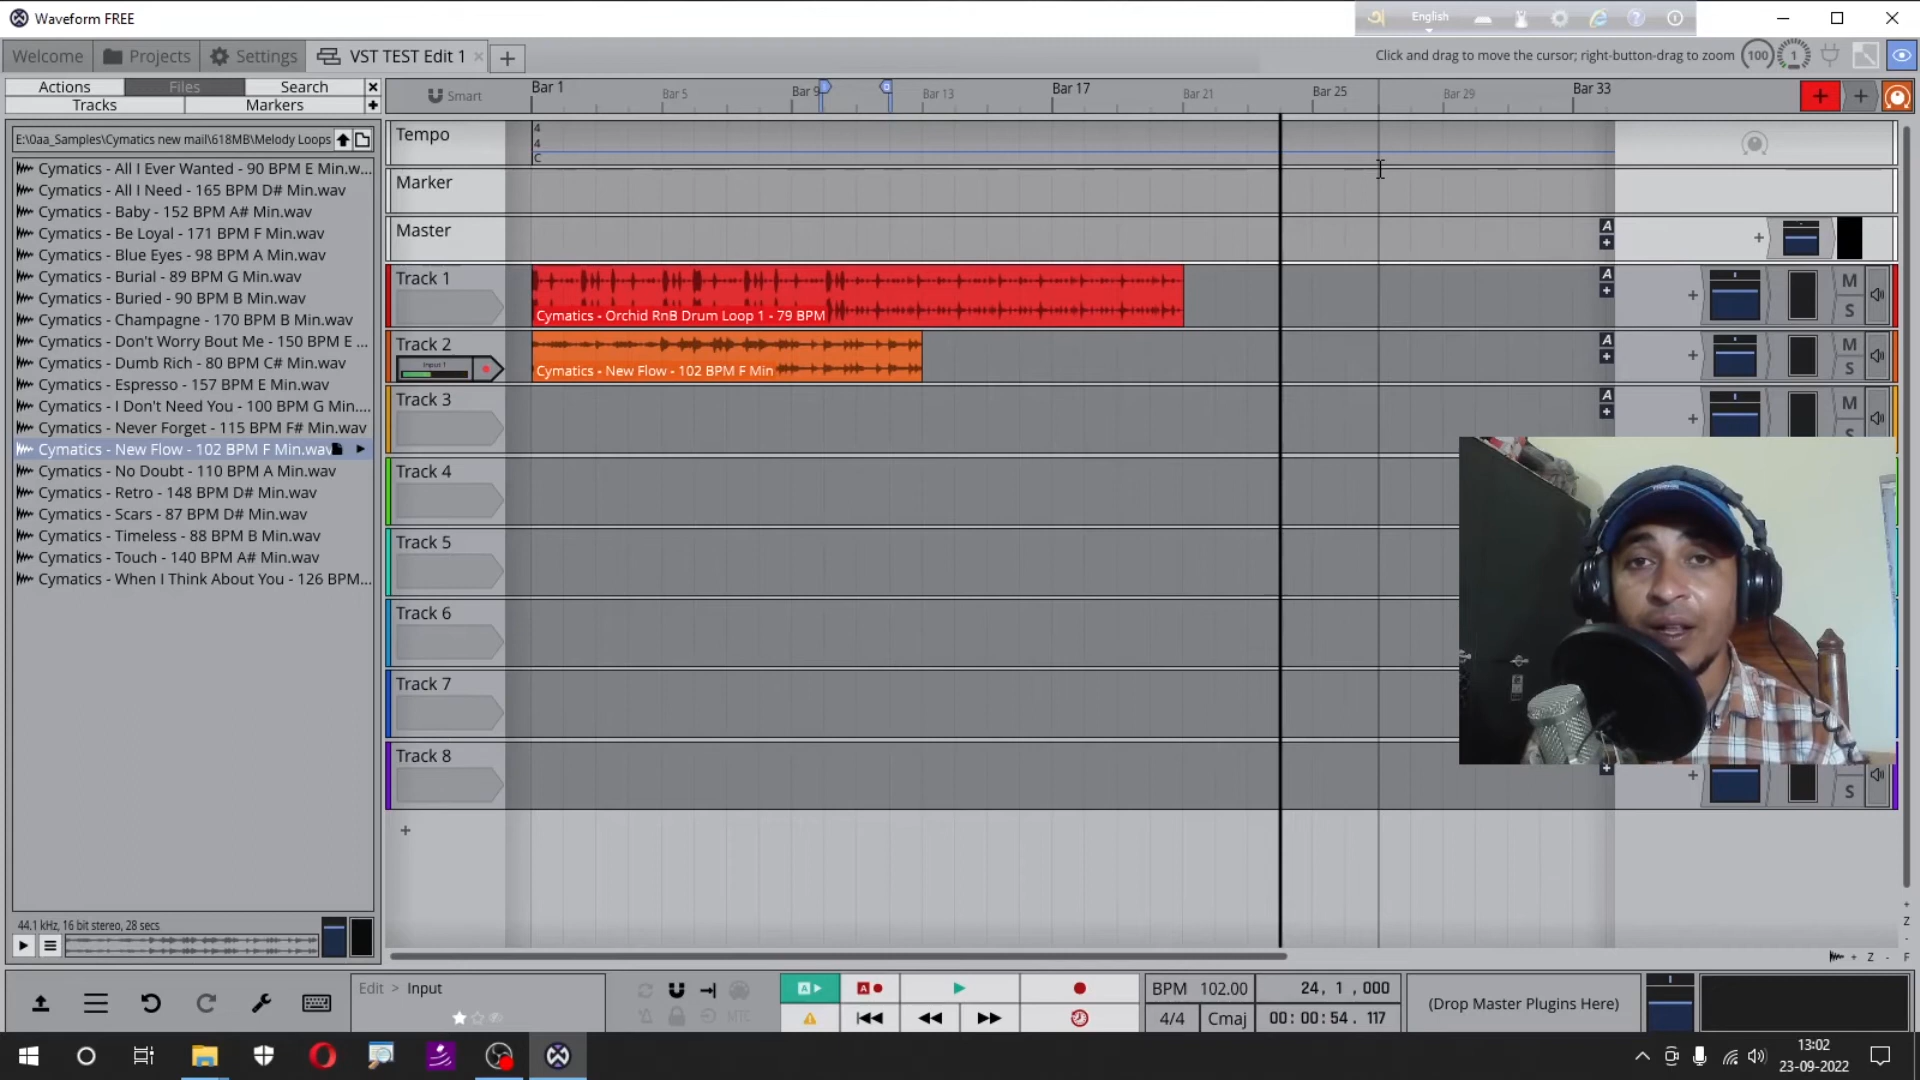 Waveform FREE
English
Welcome
Projects
Settings
VST TEST Edit 1
Click and drag to move the cursor; right-button-drag to zoom
100
1
Actions
Files
Search
Tracks
Markers
Smart
Bar 1
Bar 5
Bar 9
Bar 13
Bar 17
Bar 21
Bar 25
Bar 29
Bar 33
E:\0aa_Samples\Cymatics new mail\618MB\Melody Loops
Cymatics - All I Ever Wanted - 90 BPM E Min.w...
Cymatics - All I Need - 165 BPM D# Min.wav
Cymatics - Baby - 152 BPM A# Min.wav
Cymatics - Be Loyal - 171 BPM F Min.wav
Cymatics - Blue Eyes - 98 BPM A Min.wav
Cymatics - Burial - 89 BPM G Min.wav
Cymatics - Buried - 90 BPM B Min.wav
Cymatics - Champagne - 170 BPM B Min.wav
Cymatics - Don't Worry Bout Me - 150 BPM E ...
Cymatics - Dumb Rich - 80 BPM C# Min.wav
Cymatics - Espresso - 157 BPM E Min.wav
Cymatics - I Don't Need You - 100 BPM G Min....
Cymatics - Never Forget - 115 BPM F# Min.wav
Cymatics - New Flow - 102 BPM F Min.wav
Cymatics - No Doubt - 110 BPM A Min.wav
Cymatics - Retro - 148 BPM D# Min.wav
Cymatics - Scars - 87 BPM D# Min.wav
Cymatics - Timeless - 88 BPM B Min.wav
Cymatics - Touch - 140 BPM A# Min.wav
Cymatics - When I Think About You - 126 BPM...
44.1 kHz, 16 bit stereo, 28 secs
Tempo
4
4
C
Marker
Master
A
Track 1
Cymatics - Orchid RnB Drum Loop 1 - 79 BPM
A
M
S
Track 2
Input 1
Cymatics - New Flow - 102 BPM F Min
A
M
S
Track 3
A
M
Track 4
Track 5
Track 6
Track 7
Track 8
S
Z
F
Z
Edit > Input
A
A
MTC
BPM 102.00
24, 1 , 000
4/4
Cmaj
00: 00: 54. 117
(Drop Master Plugins Here)
13:02
23-09-2022